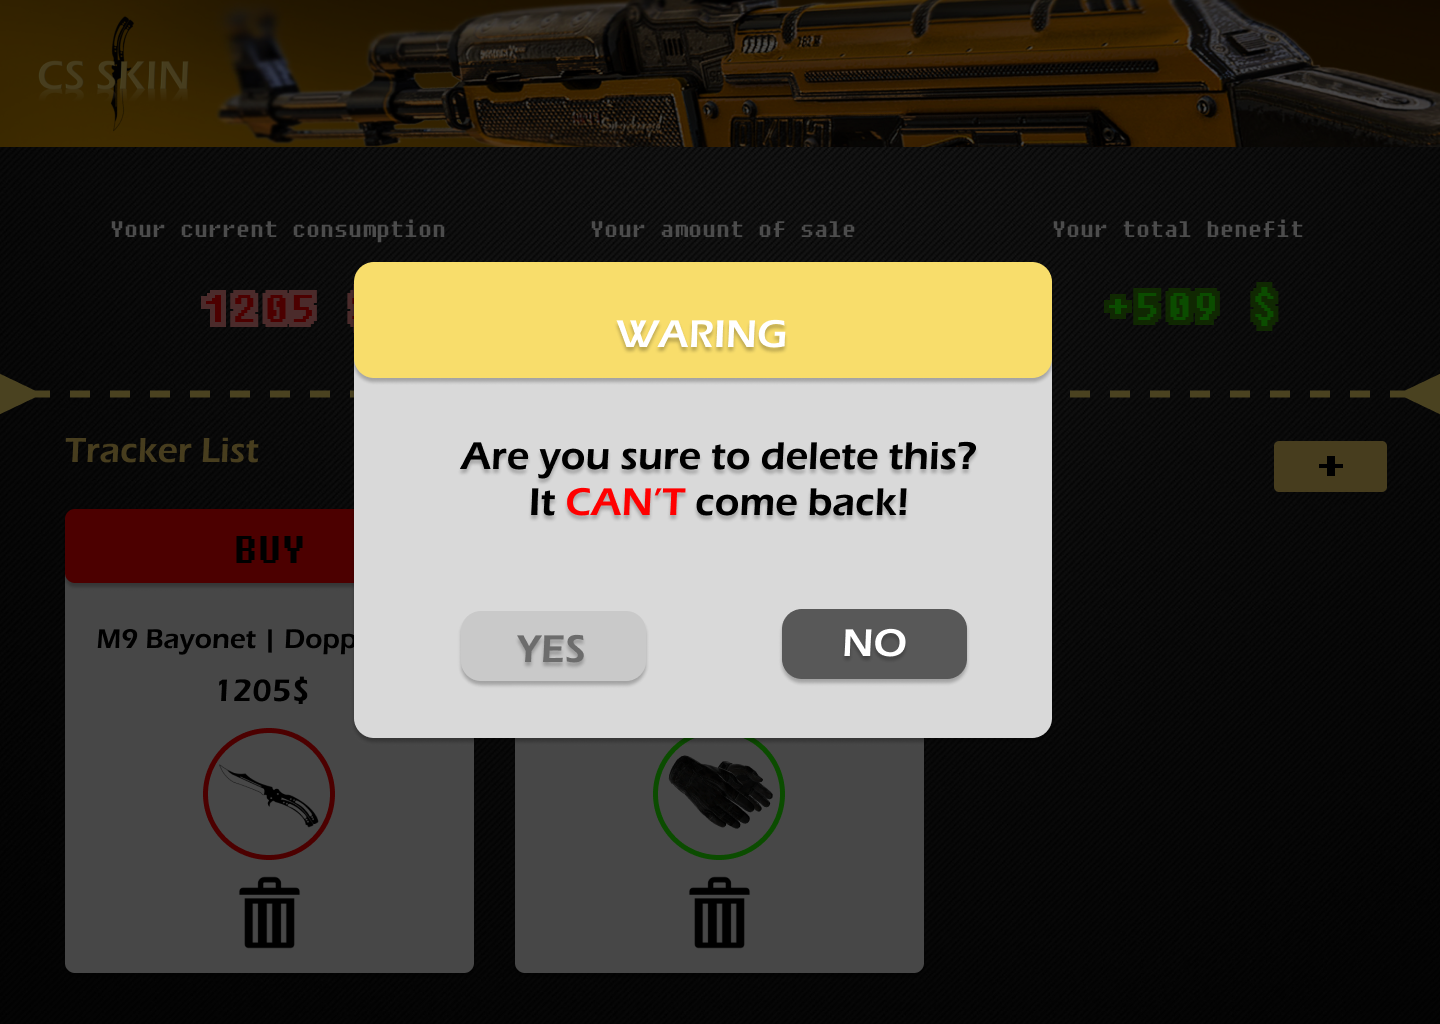 CS SKIN
Your current consumption
Your amount of sale
Your total benefit
1205
+509 $
WARING
Are you sure to delete this?
It CAN'T come back!
YES
NO
Tracker List
+
BUY
M9 Bayonet | Dopp
1205$